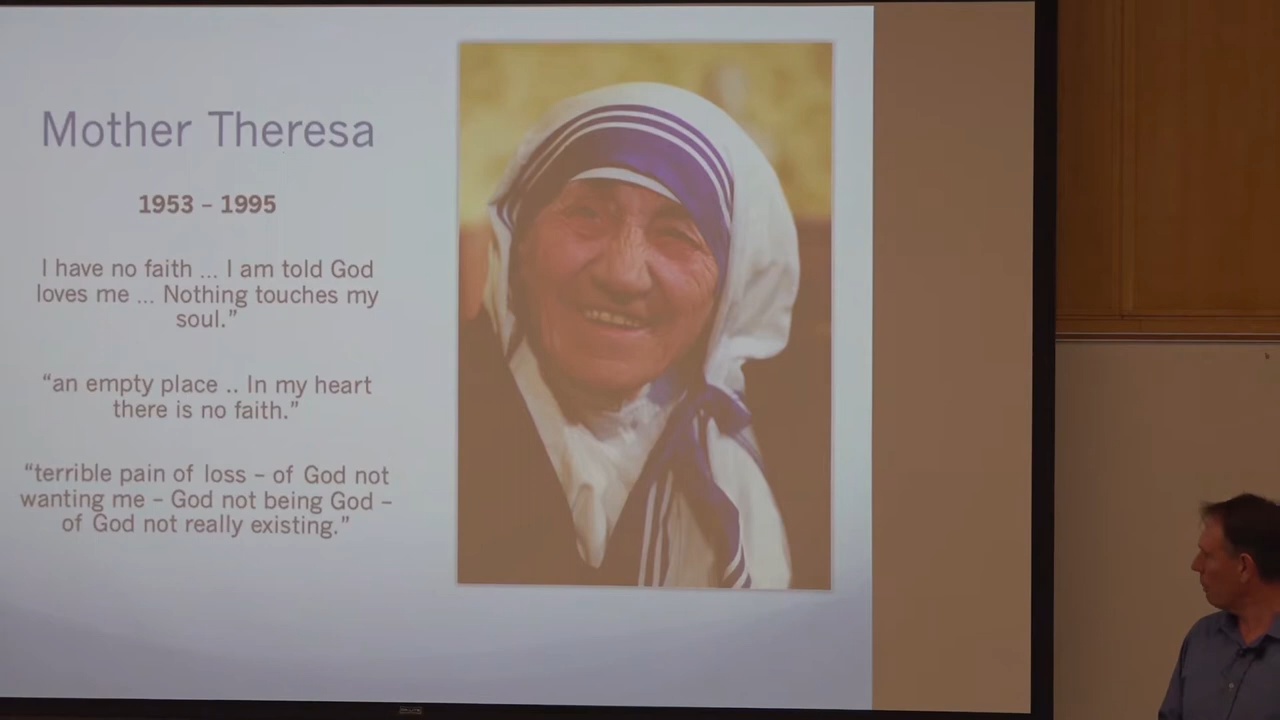 Mother Theresa
1953 – 1995
I have no faith ... I am told God
loves me ... Nothing touches my
soul.”
“an empty place .. In my heart
there is no faith.”
“terrible pain of loss – of God not
wanting me – God not being God –
of God not really existing.”